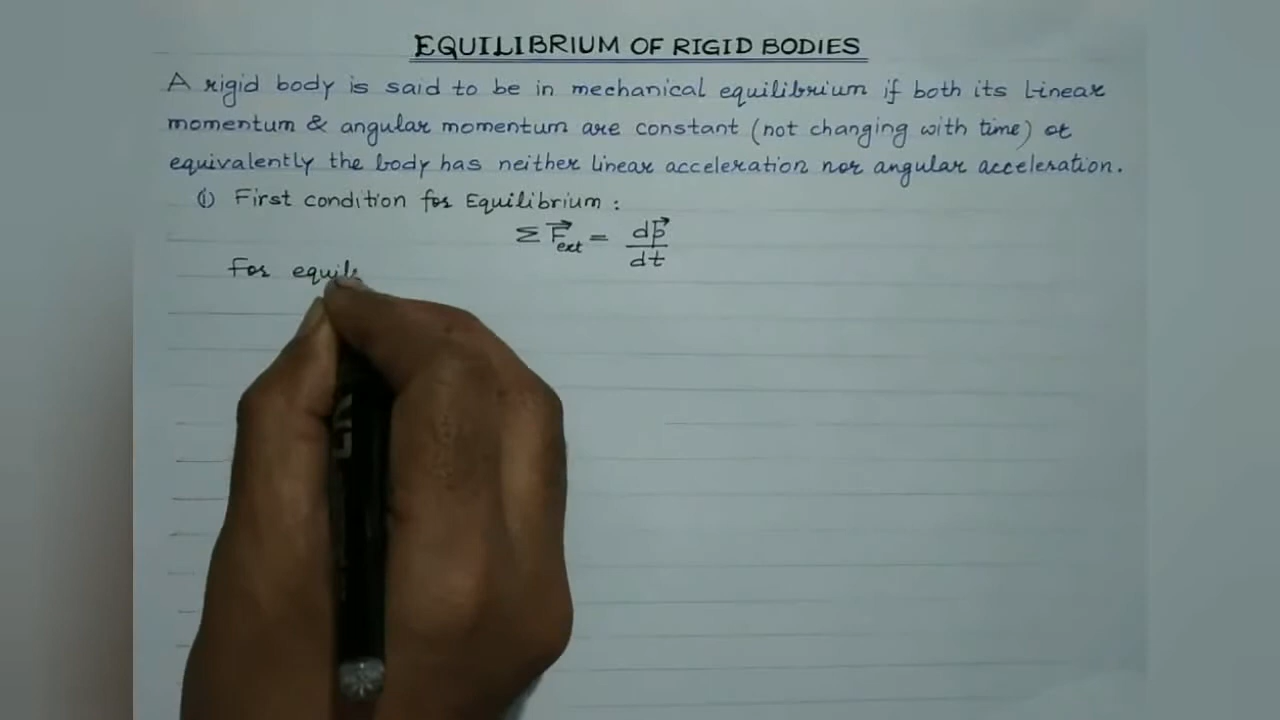 EQUILIBRIUM OF RIGID BODIES
A rigid body is said to be in mechanical equilibrium if both its linear
momentum & angular momentum are constant (not changing with time) or
equivalently the body has neither linear acceleration nor angular acceleration.
(i) First condition for Equilibrium :
Σ F⃗ext = dp⃗/dt
For equil